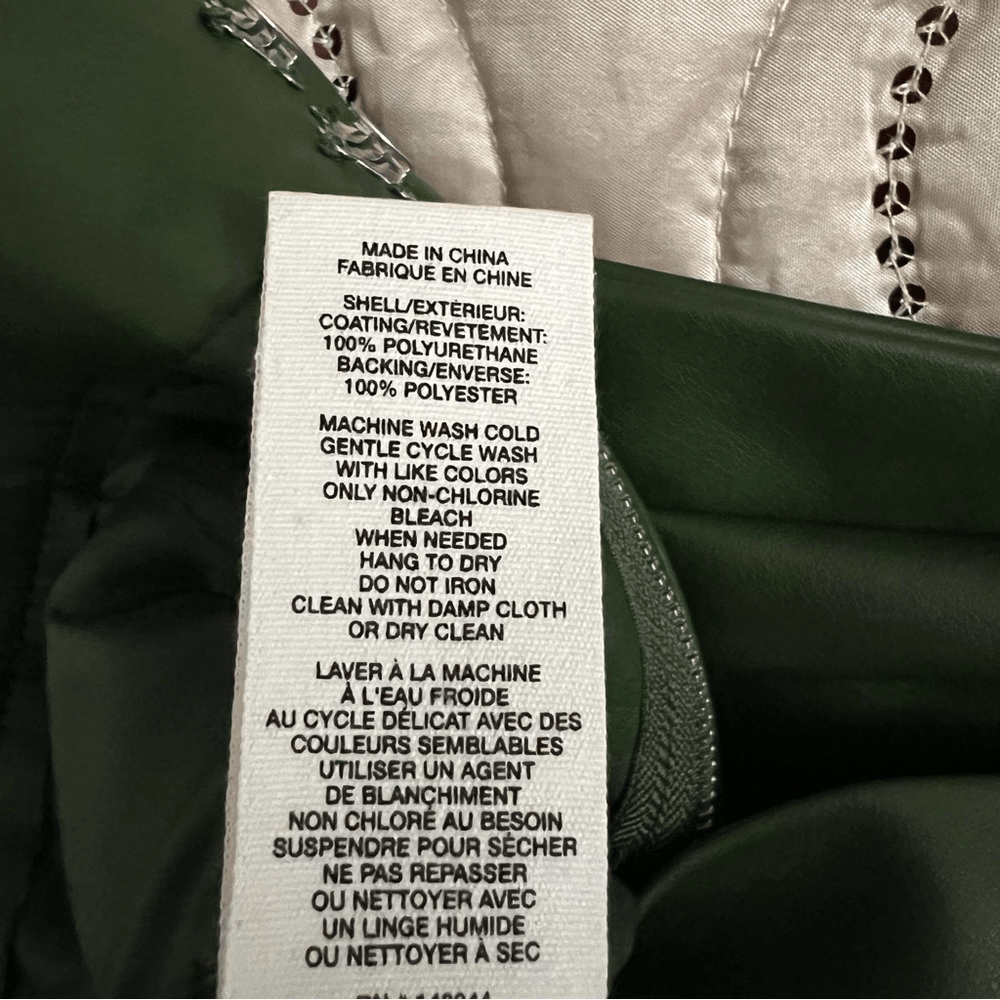 MADE IN CHINA
FABRIQUÉ EN CHINE
SHELL/EXTÉRIEUR:
COATING/REVETEMENT:
100% POLYURETHANE
BACKING/ENVERSE:
100% POLYESTER
MACHINE WASH COLD
GENTLE CYCLE WASH
WITH LIKE COLORS
ONLY NON-CHLORINE
BLEACH
WHEN NEEDED
HANG TO DRY
DO NOT IRON
CLEAN WITH DAMP CLOTH
OR DRY CLEAN
LAVER À LA MACHINE
À L'EAU FROIDE
AU CYCLE DÉLICAT AVEC DES
COULEURS SEMBLABLES
UTILISER UN AGENT
DE BLANCHIMENT
NON CHLORÉ AU BESOIN
SUSPENDRE POUR SÉCHER
NE PAS REPASSER
OU NETTOYER AVEC
UN LINGE HUMIDE
OU NETTOYER À SEC